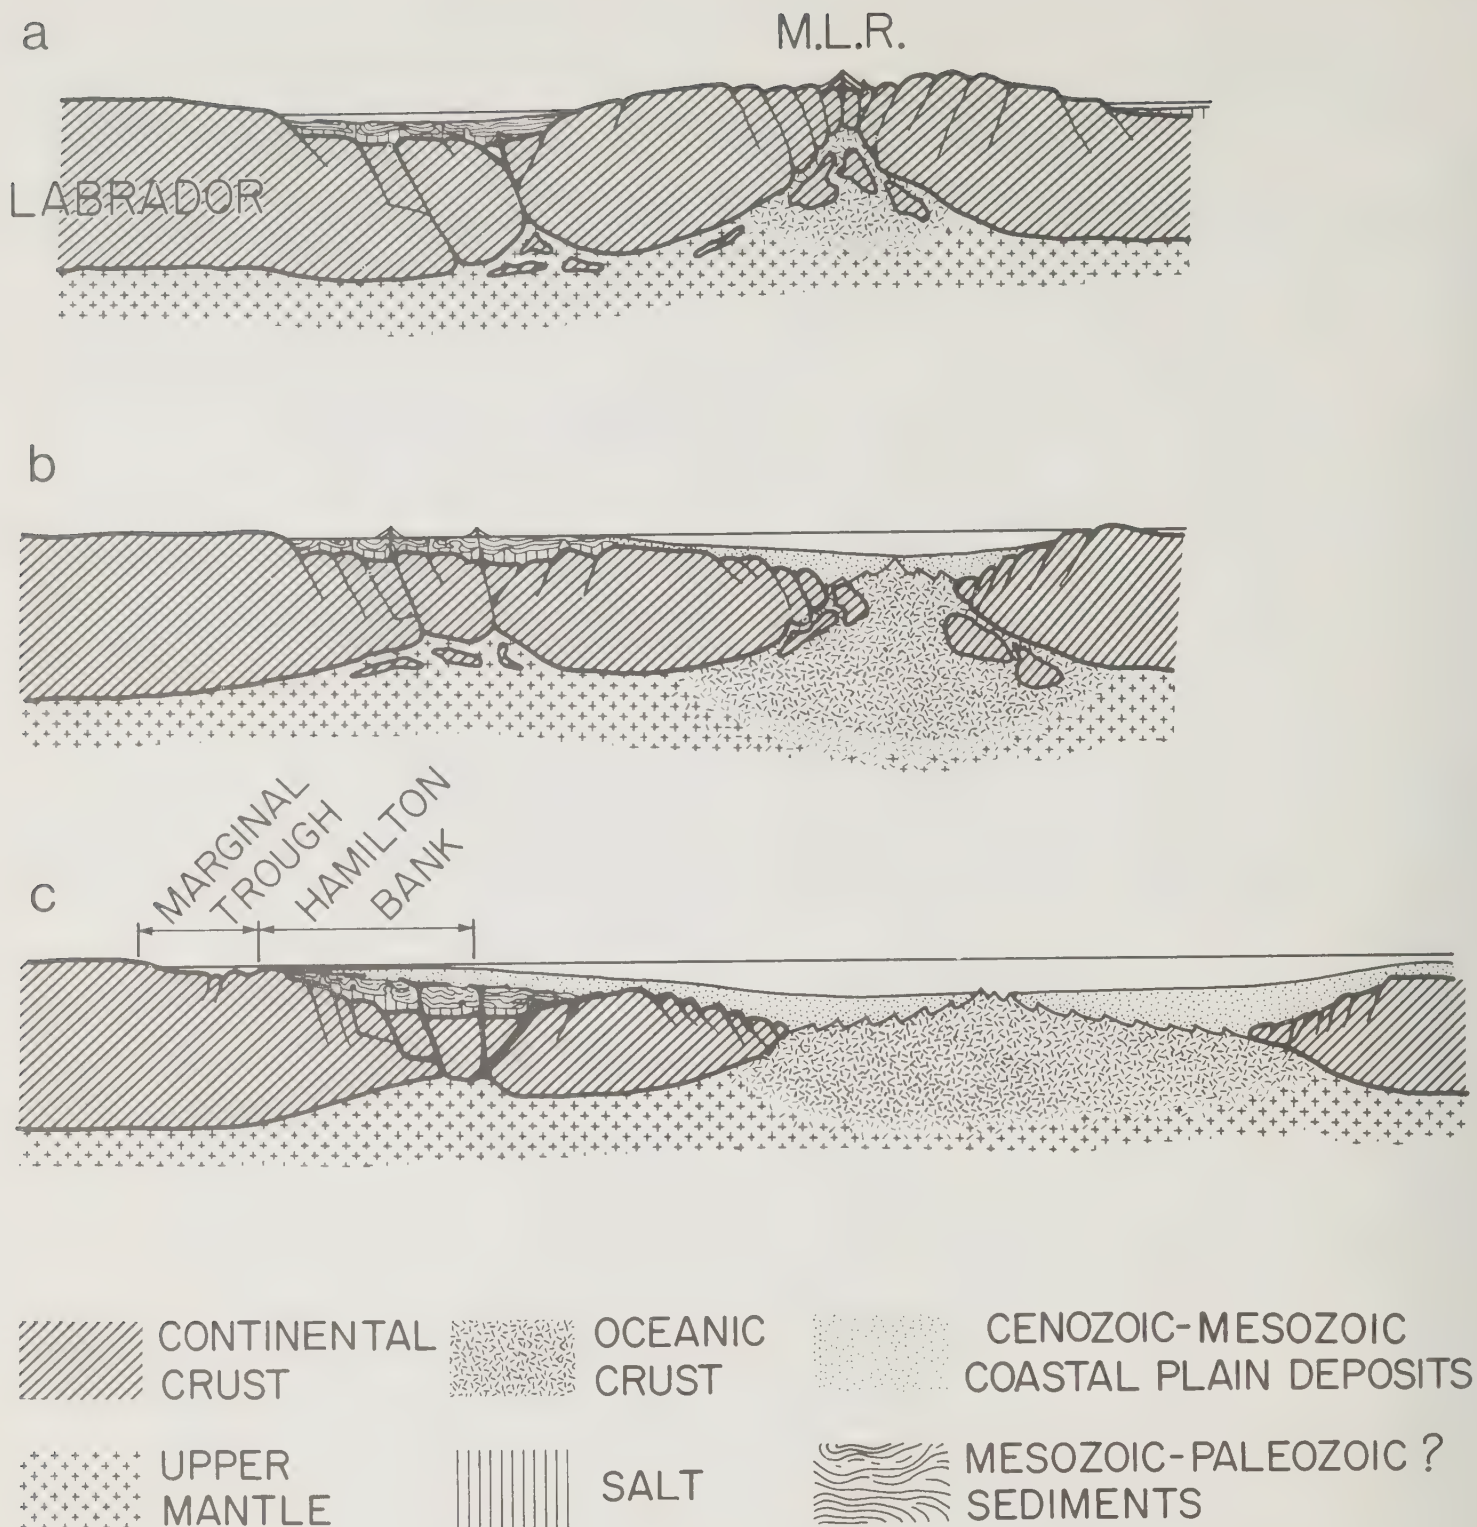 a
M.L.R.
LABRADOR
b
MARGINAL
TROUGH
HAMILTON
BANK
c
CONTINENTAL
CRUST
OCEANIC
CRUST
CENOZOIC-MESOZOIC
COASTAL PLAIN DEPOSITS
UPPER
MANTLE
SALT
MESOZOIC-PALEOZOIC ?
SEDIMENTS